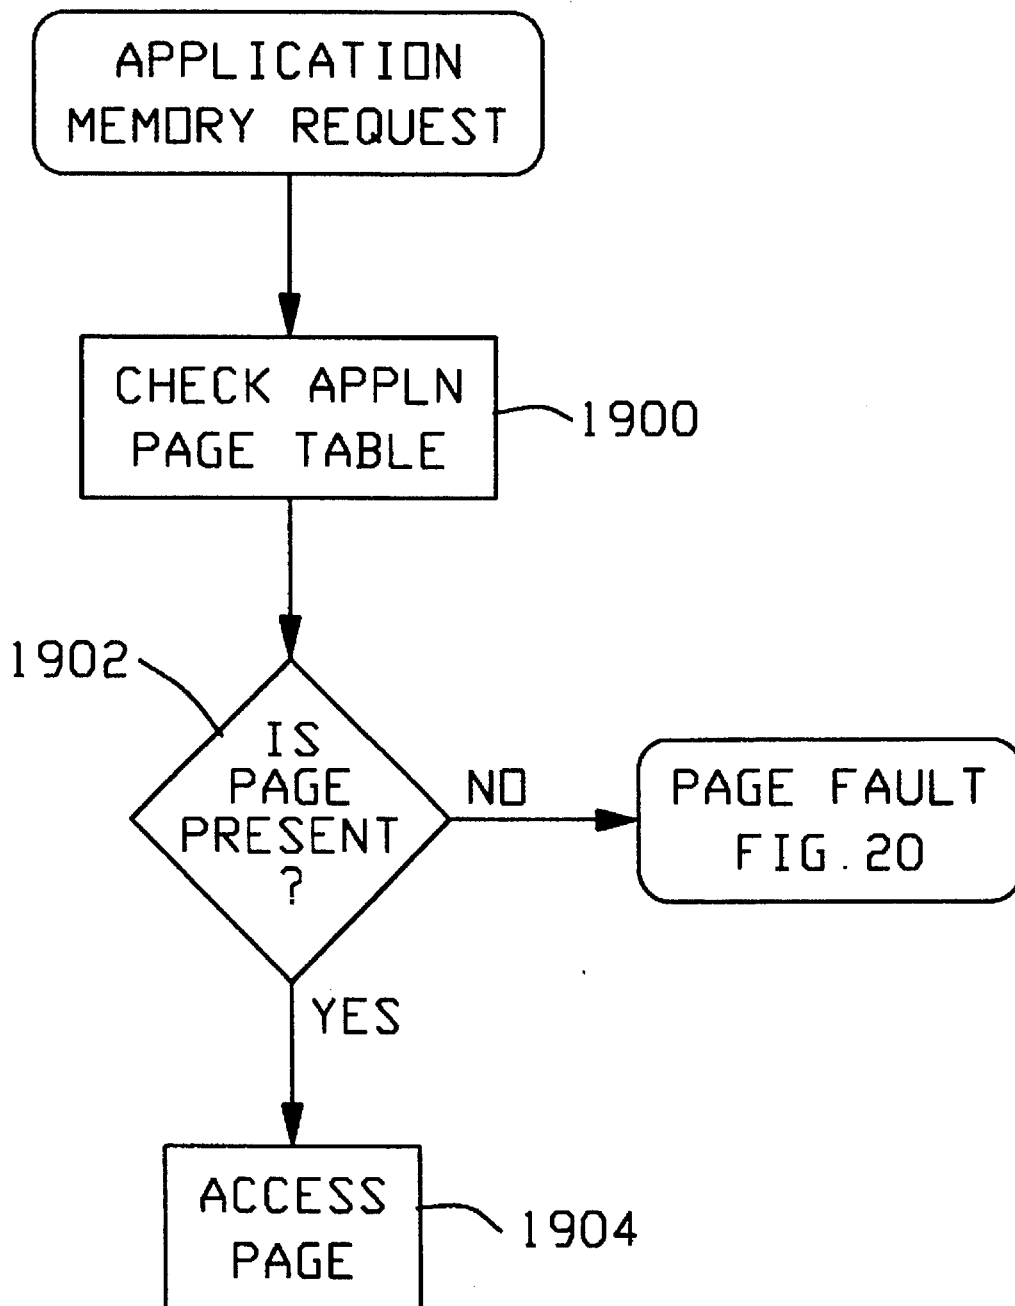 APPLICATION
MEMORY REQUEST
CHECK APPLN
PAGE TABLE
1900
1902
IS
PAGE
PRESENT
?
NO
PAGE FAULT
FIG.20
YES
ACCESS
PAGE
1904